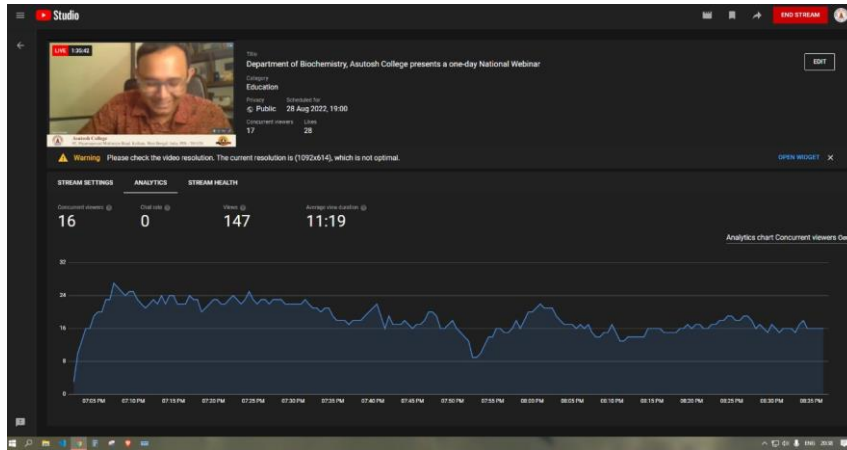 Studio
END STREAM
LIVE 1:35:42
Asutosh College
Title
Department of Biochemistry, Asutosh College presents a one-day National Webinar
EDIT
Category
Education
Privacy Scheduled for
Public 28 Aug 2022, 19:00
Concurrent viewers Likes
17 28
Warning Please check the video resolution. The current resolution is (1092x614), which is not optimal.
OPEN WIDGET
STREAM SETTINGS ANALYTICS STREAM HEALTH
Concurrent viewers Chat rate Views Average view duration
16 0 147 11:19
Analytics chart Concurrent viewers
32
24
16
8
0
07:05 PM 07:10 PM 07:15 PM 07:20 PM 07:25 PM 07:30 PM 07:35 PM 07:40 PM 07:45 PM 07:50 PM 07:55 PM 08:00 PM 08:05 PM 08:10 PM 08:15 PM 08:20 PM 08:25 PM 08:30 PM 08:35 PM
ENG 20:38